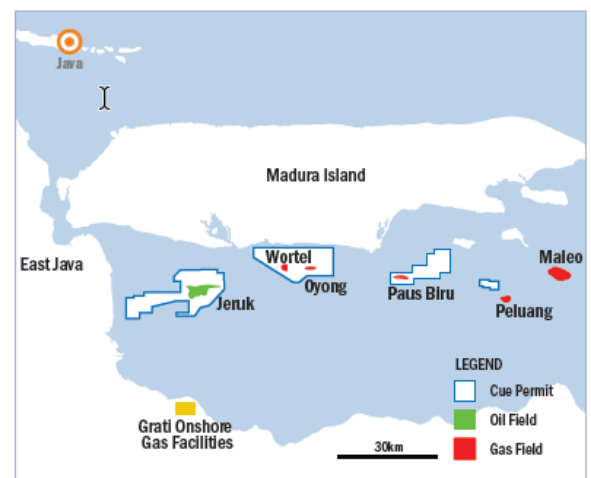 Java
Madura Island
East Java
Wortel
Oyong
Maleo
Paus Biru
Jeruk
Peluang
LEGEND
Cue Permit
Oil Field
Gas Field
Grati Onshore
Gas Facilities
30km